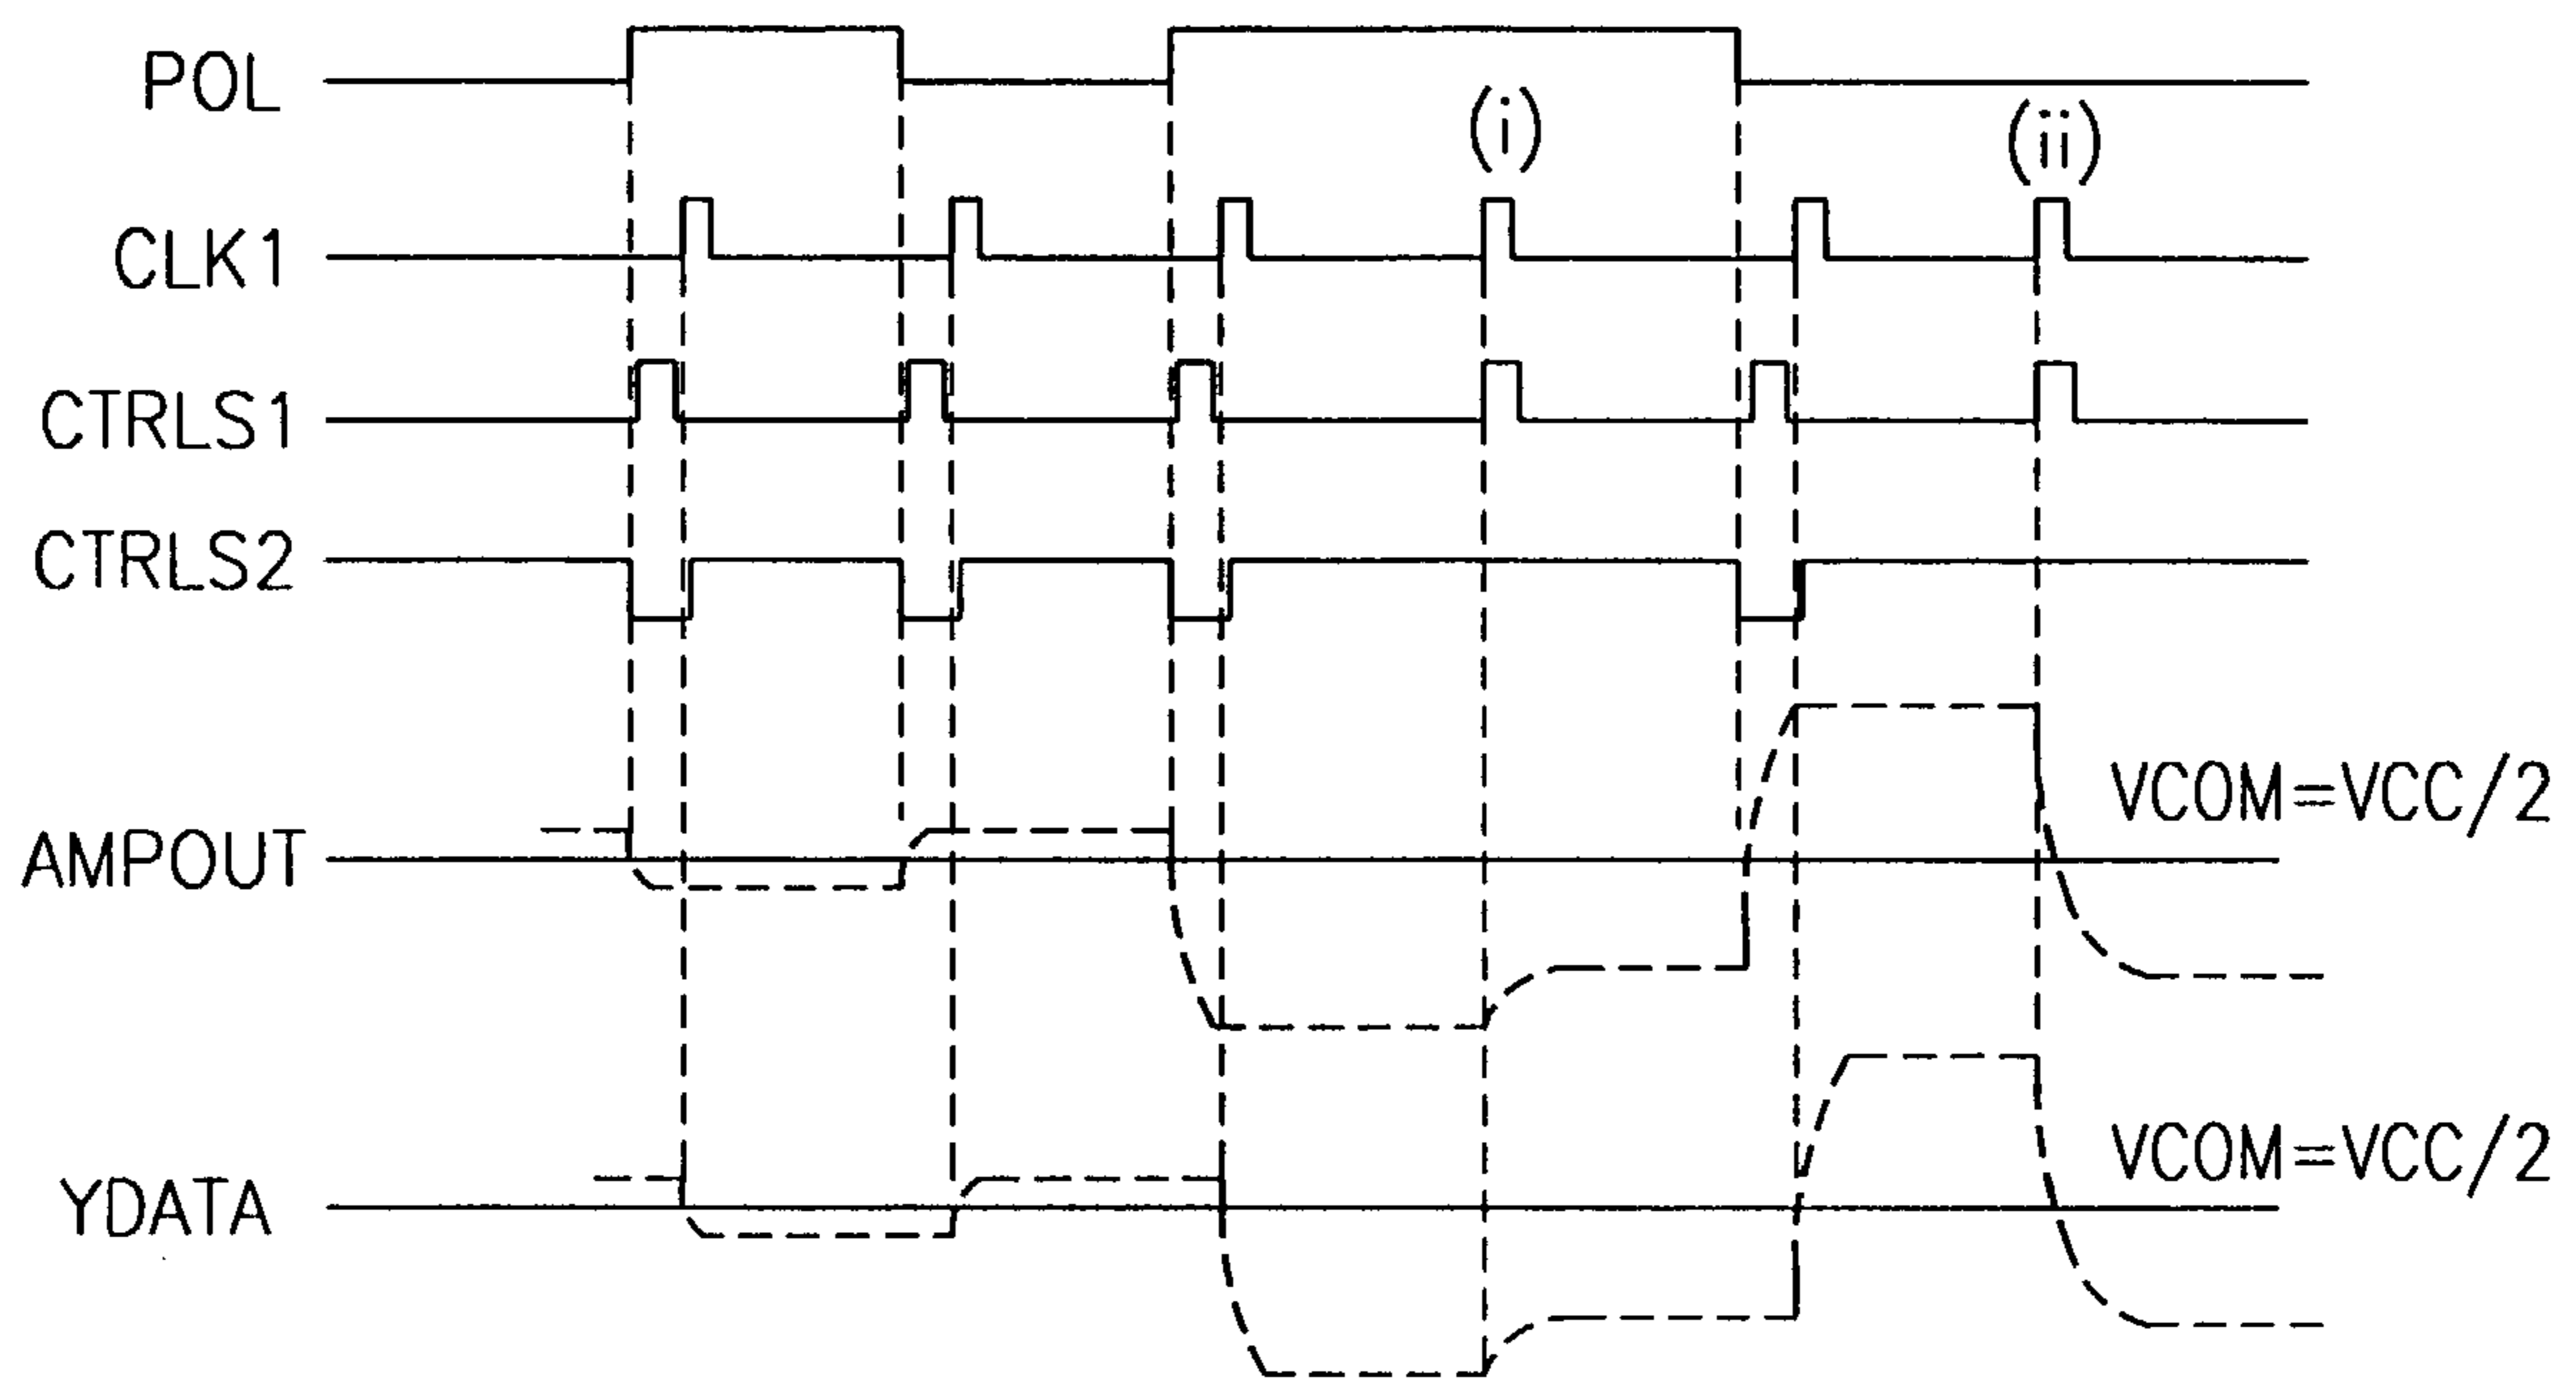 POL
(i)
(ii)
CLK1
CTRLS1
CTRLS2
VCOM=VCC/2
AMPOUT
VCOM=VCC/2
YDATA